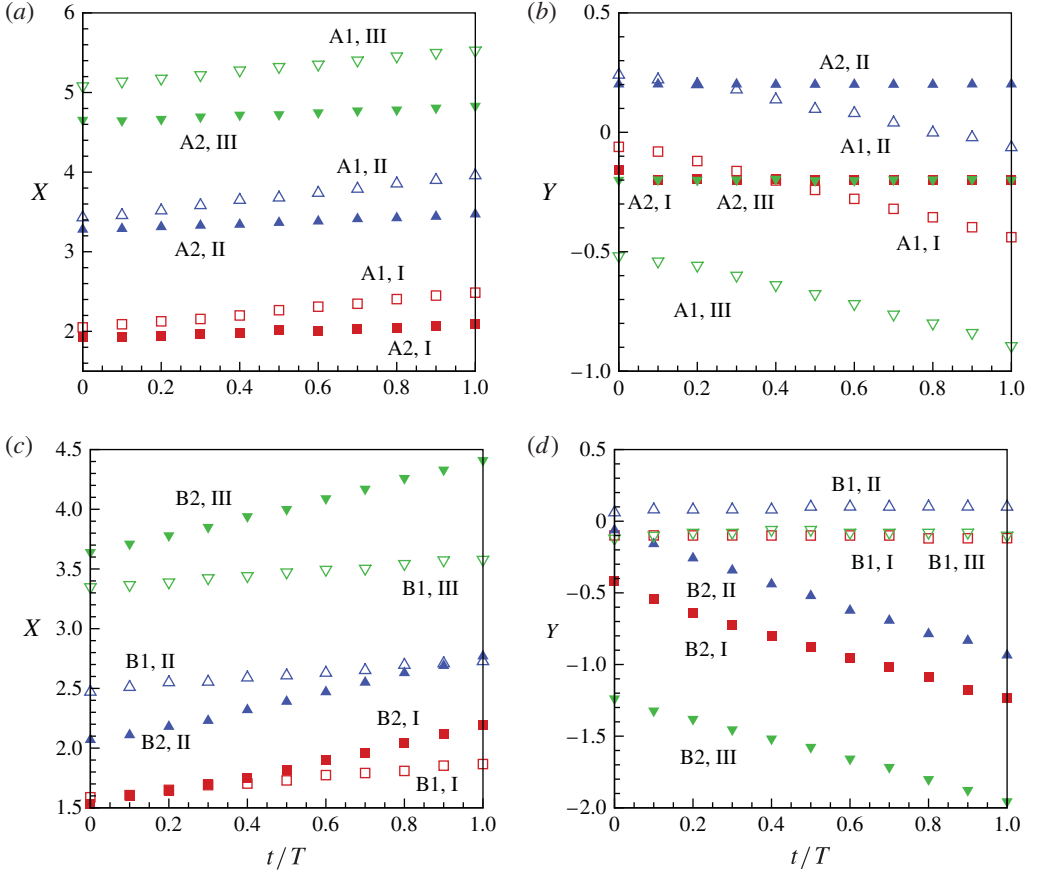 (a)
6
5
4
3
2
X
A1, III
A2, III
A1, II
A2, II
A1, I
A2, I
0 0.2 0.4 0.6 0.8 1.0
(b)
0.5
0
−0.5
−1.0
Y
A2, II
A1, II
A2, I
A2, III
A1, I
A1, III
0 0.2 0.4 0.6 0.8 1.0
(c)
4.5
4.0
3.5
3.0
2.5
2.0
1.5
X
B2, III
B1, III
B1, II
B2, II
B2, I
B1, I
0 0.2 0.4 0.6 0.8 1.0
t/T
(d)
0.5
0
−0.5
−1.0
−1.5
−2.0
Y
B1, II
B1, I
B1, III
B2, II
B2, I
B2, III
0 0.2 0.4 0.6 0.8 1.0
t/T